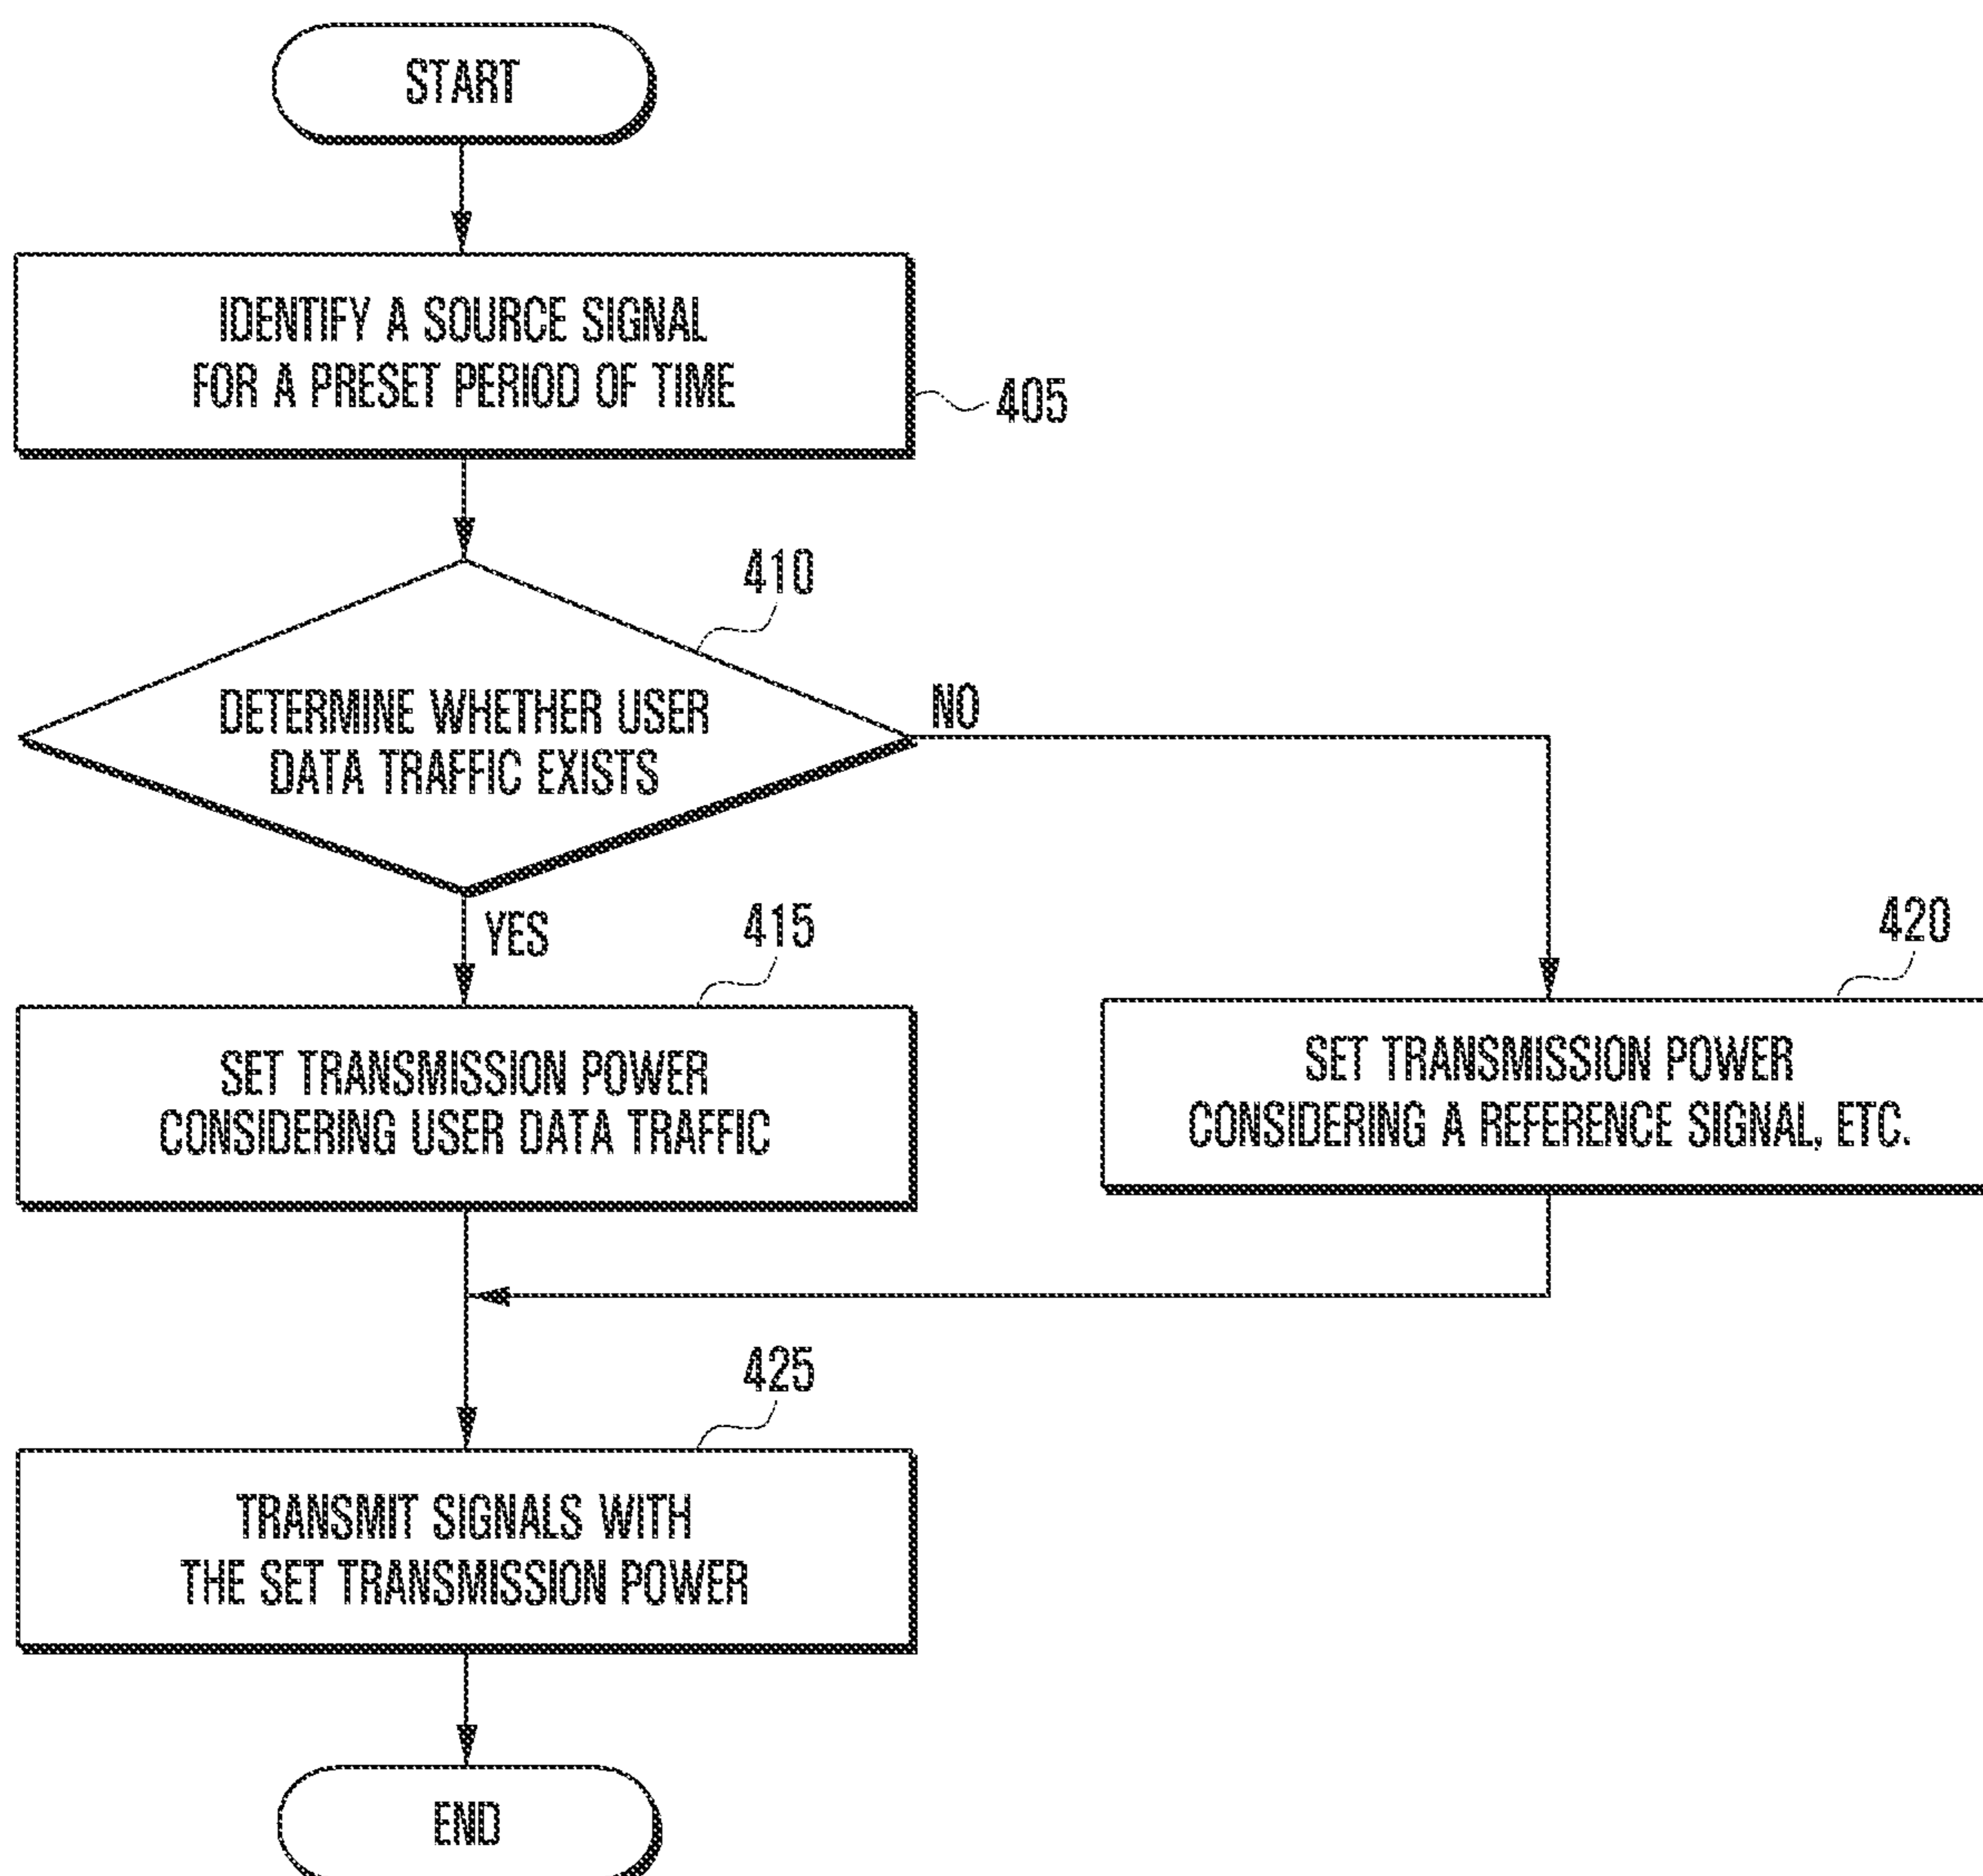 START
IDENTIFY A SOURCE SIGNAL
FOR A PRESET PERIOD OF TIME
405
410
DETERMINE WHETHER USER
DATA TRAFFIC EXISTS
NO
YES
415
SET TRANSMISSION POWER
CONSIDERING USER DATA TRAFFIC
420
SET TRANSMISSION POWER
CONSIDERING A REFERENCE SIGNAL, ETC.
425
TRANSMIT SIGNALS WITH
THE SET TRANSMISSION POWER
END